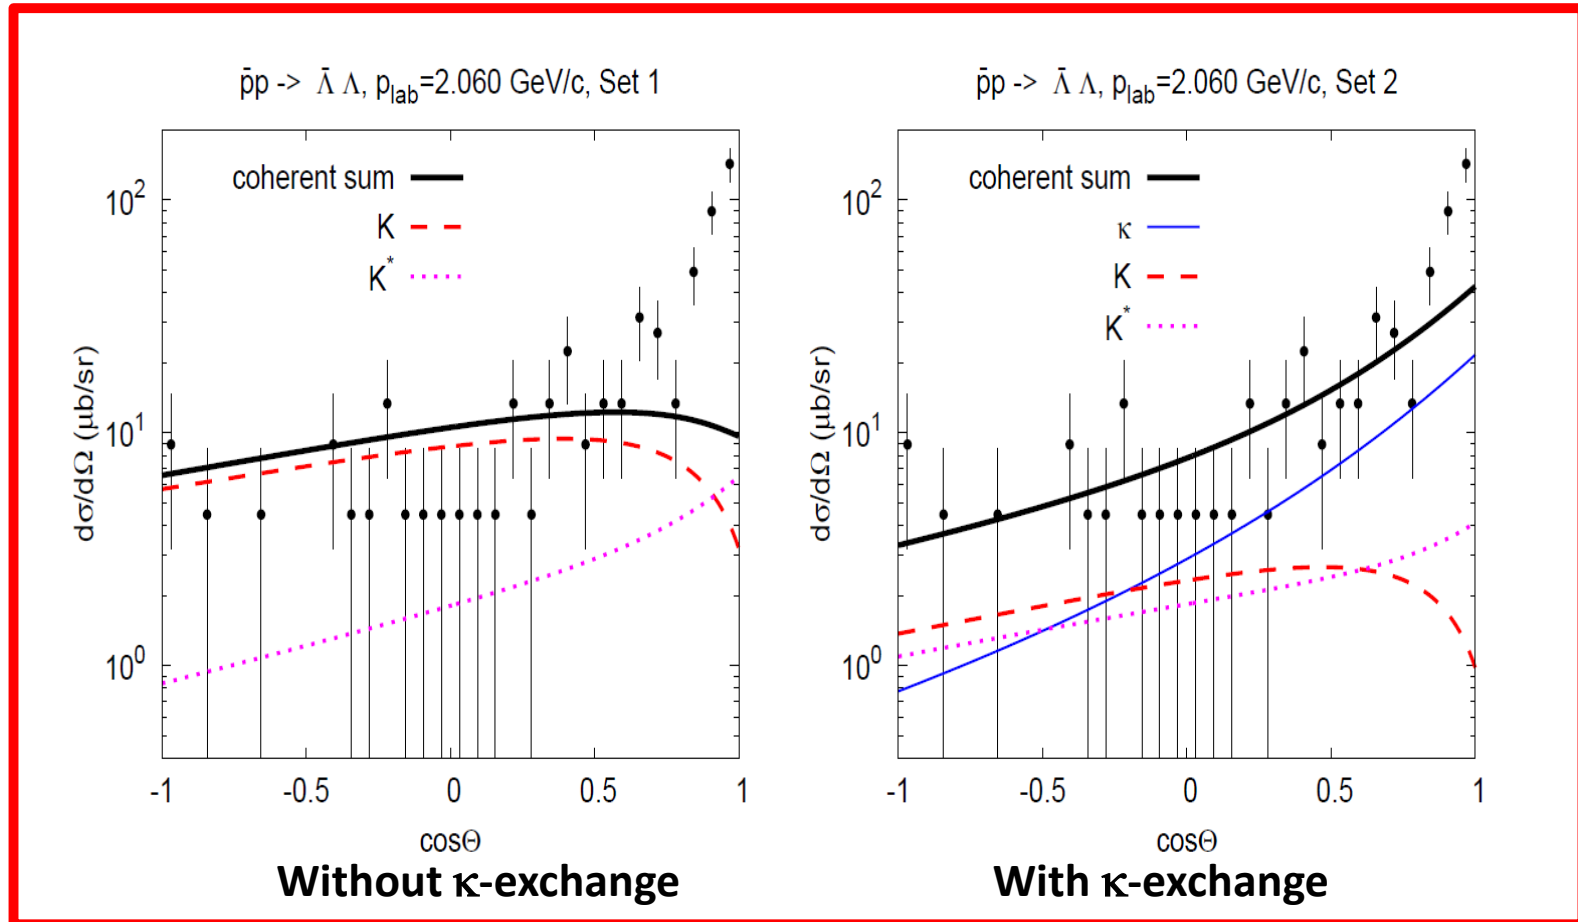 p̄p -> Λ̄ Λ, p_lab=2.060 GeV/c, Set 1
coherent sum
K
K*
10²
10¹
10⁰
dσ/dΩ (μb/sr)
-1 -0.5 0 0.5 1
cosΘ
Without κ-exchange
p̄p -> Λ̄ Λ, p_lab=2.060 GeV/c, Set 2
coherent sum
κ
K
K*
10²
10¹
10⁰
dσ/dΩ (μb/sr)
-1 -0.5 0 0.5 1
cosΘ
With κ-exchange